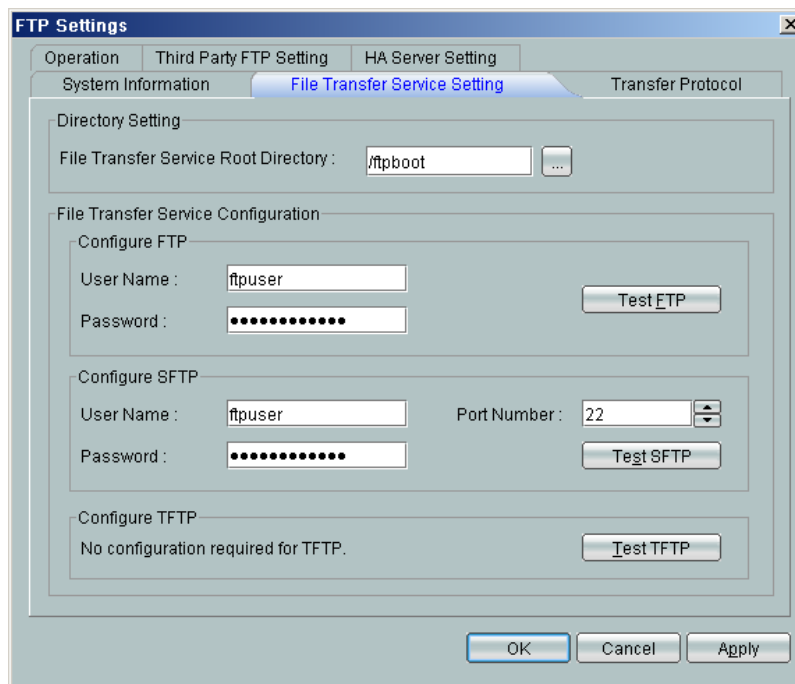 FTP Settings
Operation Third Party FTP Setting HA Server Setting
System Information File Transfer Service Setting Transfer Protocol
Directory Setting
File Transfer Service Root Directory : /ftpboot ...
File Transfer Service Configuration
Configure FTP
User Name : ftpuser
Test FTP
Password : ●●●●●●●●●●●●
Configure SFTP
User Name : ftpuser Port Number : 22
Password : ●●●●●●●●●●●● Test SFTP
Configure TFTP
No configuration required for TFTP. Test TFTP
OK Cancel Apply